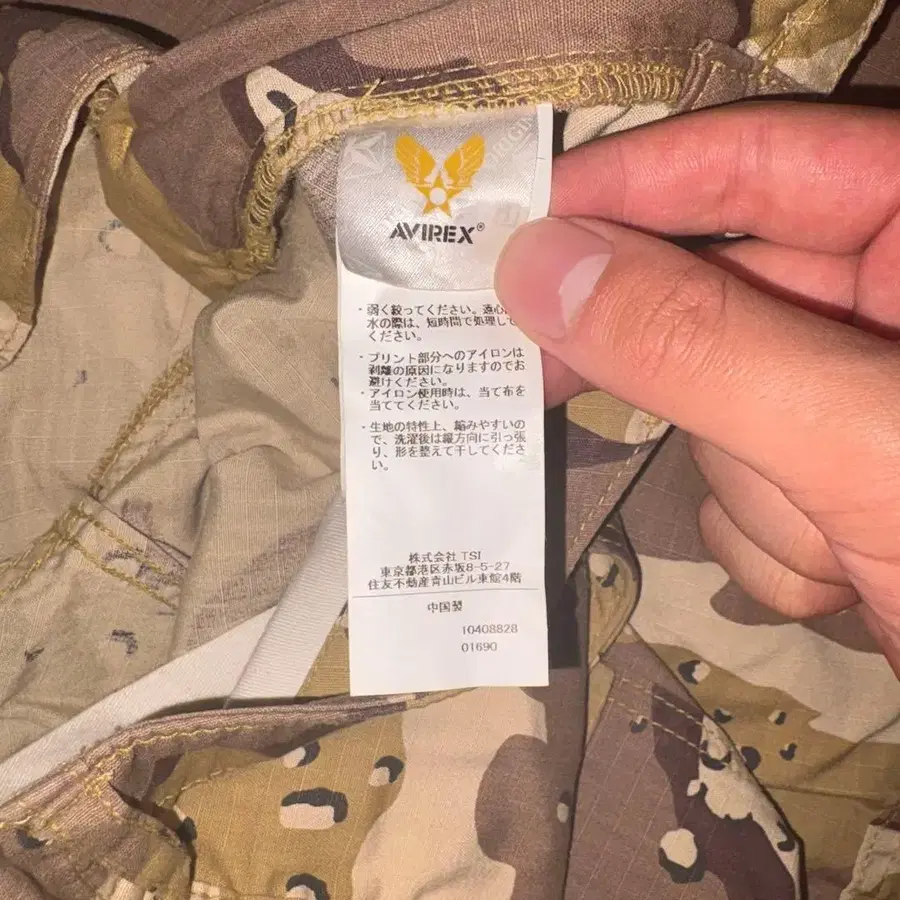 AVIREX®
・弱く絞ってください。遠心
水の際は、短時間で処理して
ください。
・プリント部分へのアイロンは
剥離の原因になりますのでお
避けください。
・アイロン使用時は、当て布を
当ててください。
・生地の特性上、縮みやすいの
で、洗濯後は縦方向に引っ張
り、形を整えて干してくださ
い。
株式会社 TSI
東京都港区赤坂8-5-27
住友不動産青山ビル東館4階
中国製
10408828
01690